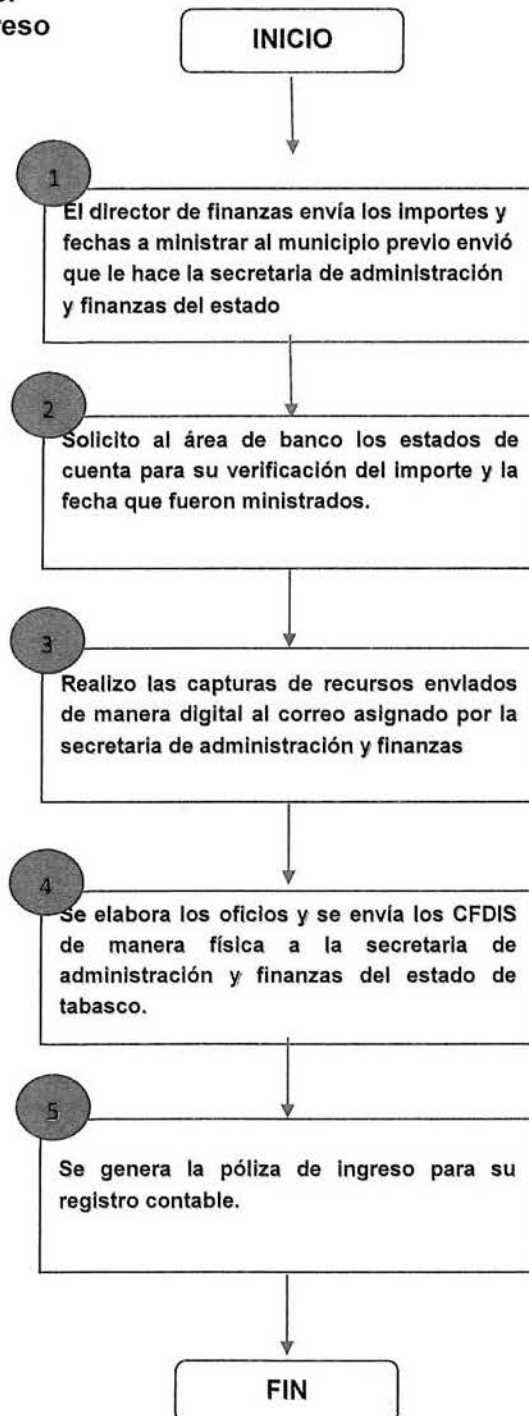 reso
INICIO
1
El director de finanzas envía los importes y
fechas a ministrar al municipio previo envió
que le hace la secretaria de administración
y finanzas del estado
2
Solicito al área de banco los estados de
cuenta para su verificación del importe y la
fecha que fueron ministrados.
3
Realizo las capturas de recursos enviados
de manera digital al correo asignado por la
secretaria de administración y finanzas
4
Se elabora los oficios y se envía los CFDIS
de manera física a la secretaria de
administración y finanzas del estado de
tabasco.
5
Se genera la póliza de ingreso para su
registro contable.
FIN